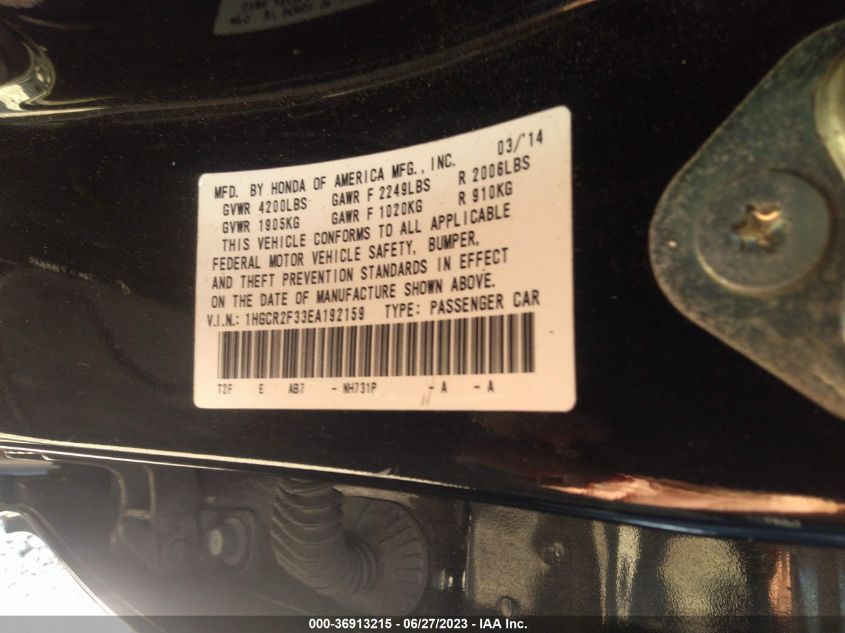 03/'14
MFD. BY HONDA OF AMERICA MFG., INC.
GVWR 4200LBS GAWR F 2249LBS R 2006LBS
GVWR 1905KG GAWR F 1020KG R 910KG
THIS VEHICLE CONFORMS TO ALL APPLICABLE
FEDERAL MOTOR VEHICLE SAFETY, BUMPER,
AND THEFT PREVENTION STANDARDS IN EFFECT
ON THE DATE OF MANUFACTURE SHOWN ABOVE.
V.I.N.: 1HGCR2F33EA192159 TYPE: PASSENGER CAR
T2F E AB7 - NH731P - A - A
000-36913215 - 06/27/2023 - IAA Inc.